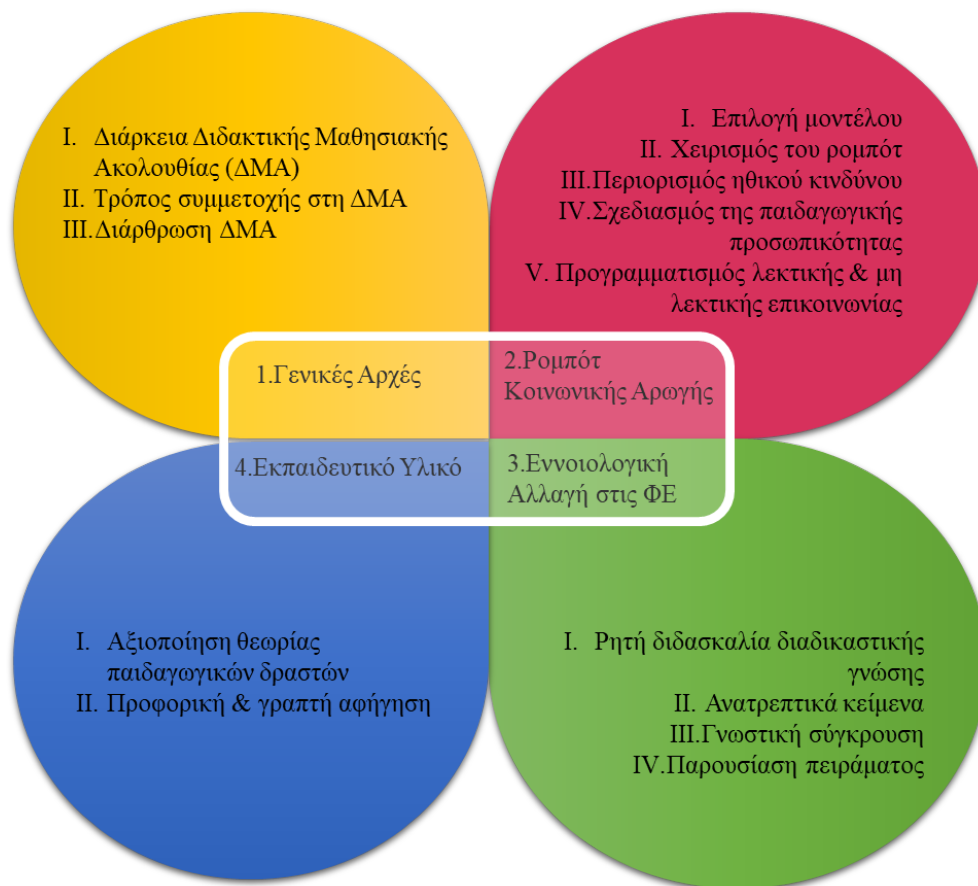 I. Διάρκεια Διδακτικής Μαθησιακής
Ακολουθίας (ΔΜΑ)
II. Τρόπος συμμετοχής στη ΔΜΑ
III.Διάρθρωση ΔΜΑ
I. Επιλογή μοντέλου
II. Χειρισμός του ρομπότ
III.Περιορισμός ηθικού κινδύνου
IV.Σχεδιασμός της παιδαγωγικής
προσωπικότητας
V. Προγραμματισμός λεκτικής & μη
λεκτικής επικοινωνίας
1.Γενικές Αρχές
2.Ρομπότ
Κοινωνικής Αρωγής
4.Εκπαιδευτικό Υλικό
3.Εννοιολογική
Αλλαγή στις ΦΕ
I. Αξιοποίηση θεωρίας
παιδαγωγικών δραστών
II. Προφορική & γραπτή αφήγηση
I. Ρητή διδασκαλία διαδικαστικής
γνώσης
II. Ανατρεπτικά κείμενα
III.Γνωστική σύγκρουση
IV.Παρουσίαση πειράματος